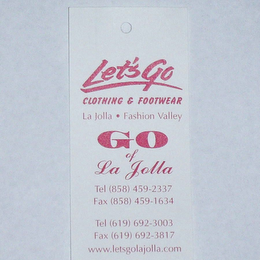 Let's Go
CLOTHING & FOOTWEAR
La Jolla • Fashion Valley
GO
of
La Jolla
Tel (858) 459-2337
Fax (858) 459-1634
Tel (619) 692-3003
Fax (619) 692-3817
www.letsgolajolla.com